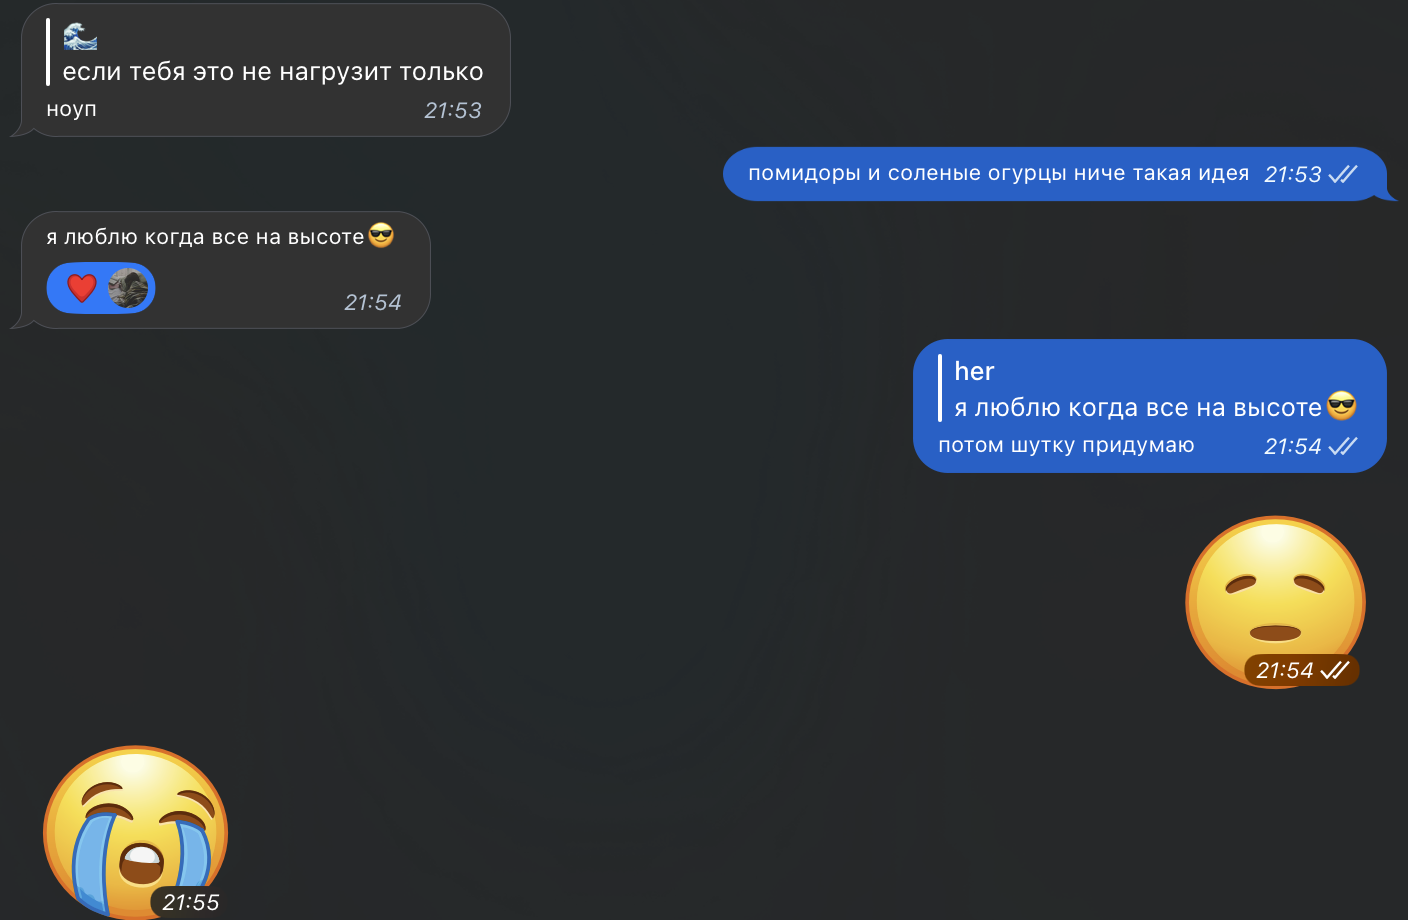 🌊
если тебя это не нагрузит только
ноуп 21:53
помидоры и соленые огурцы ниче такая идея 21:53
я люблю когда все на высоте😎
❤️ 21:54
her
я люблю когда все на высоте😎
потом шутку придумаю 21:54
21:54
21:55